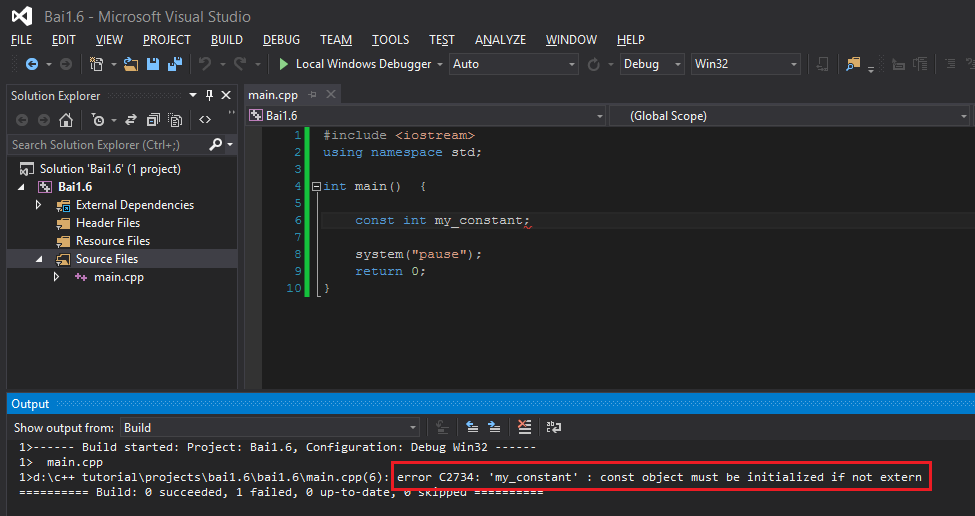 Bai1.6 - Microsoft Visual Studio
FILE EDIT VIEW PROJECT BUILD DEBUG TEAM TOOLS TEST ANALYZE WINDOW HELP
Local Windows Debugger Auto Debug Win32
Solution Explorer
Search Solution Explorer (Ctrl+;)
Solution 'Bai1.6' (1 project)
Bai1.6
External Dependencies
Header Files
Resource Files
Source Files
main.cpp
main.cpp
Bai1.6 (Global Scope)
1 #include <iostream>
2 using namespace std;
3
4 int main() {
5
6 const int my_constant;
7
8 system("pause");
9 return 0;
10 }
Output
Show output from: Build
1>------ Build started: Project: Bai1.6, Configuration: Debug Win32 ------
1> main.cpp
1>d:\c++ tutorial\projects\bai1.6\bai1.6\main.cpp(6): error C2734: 'my_constant' : const object must be initialized if not extern
========== Build: 0 succeeded, 1 failed, 0 up-to-date, 0 skipped ==========